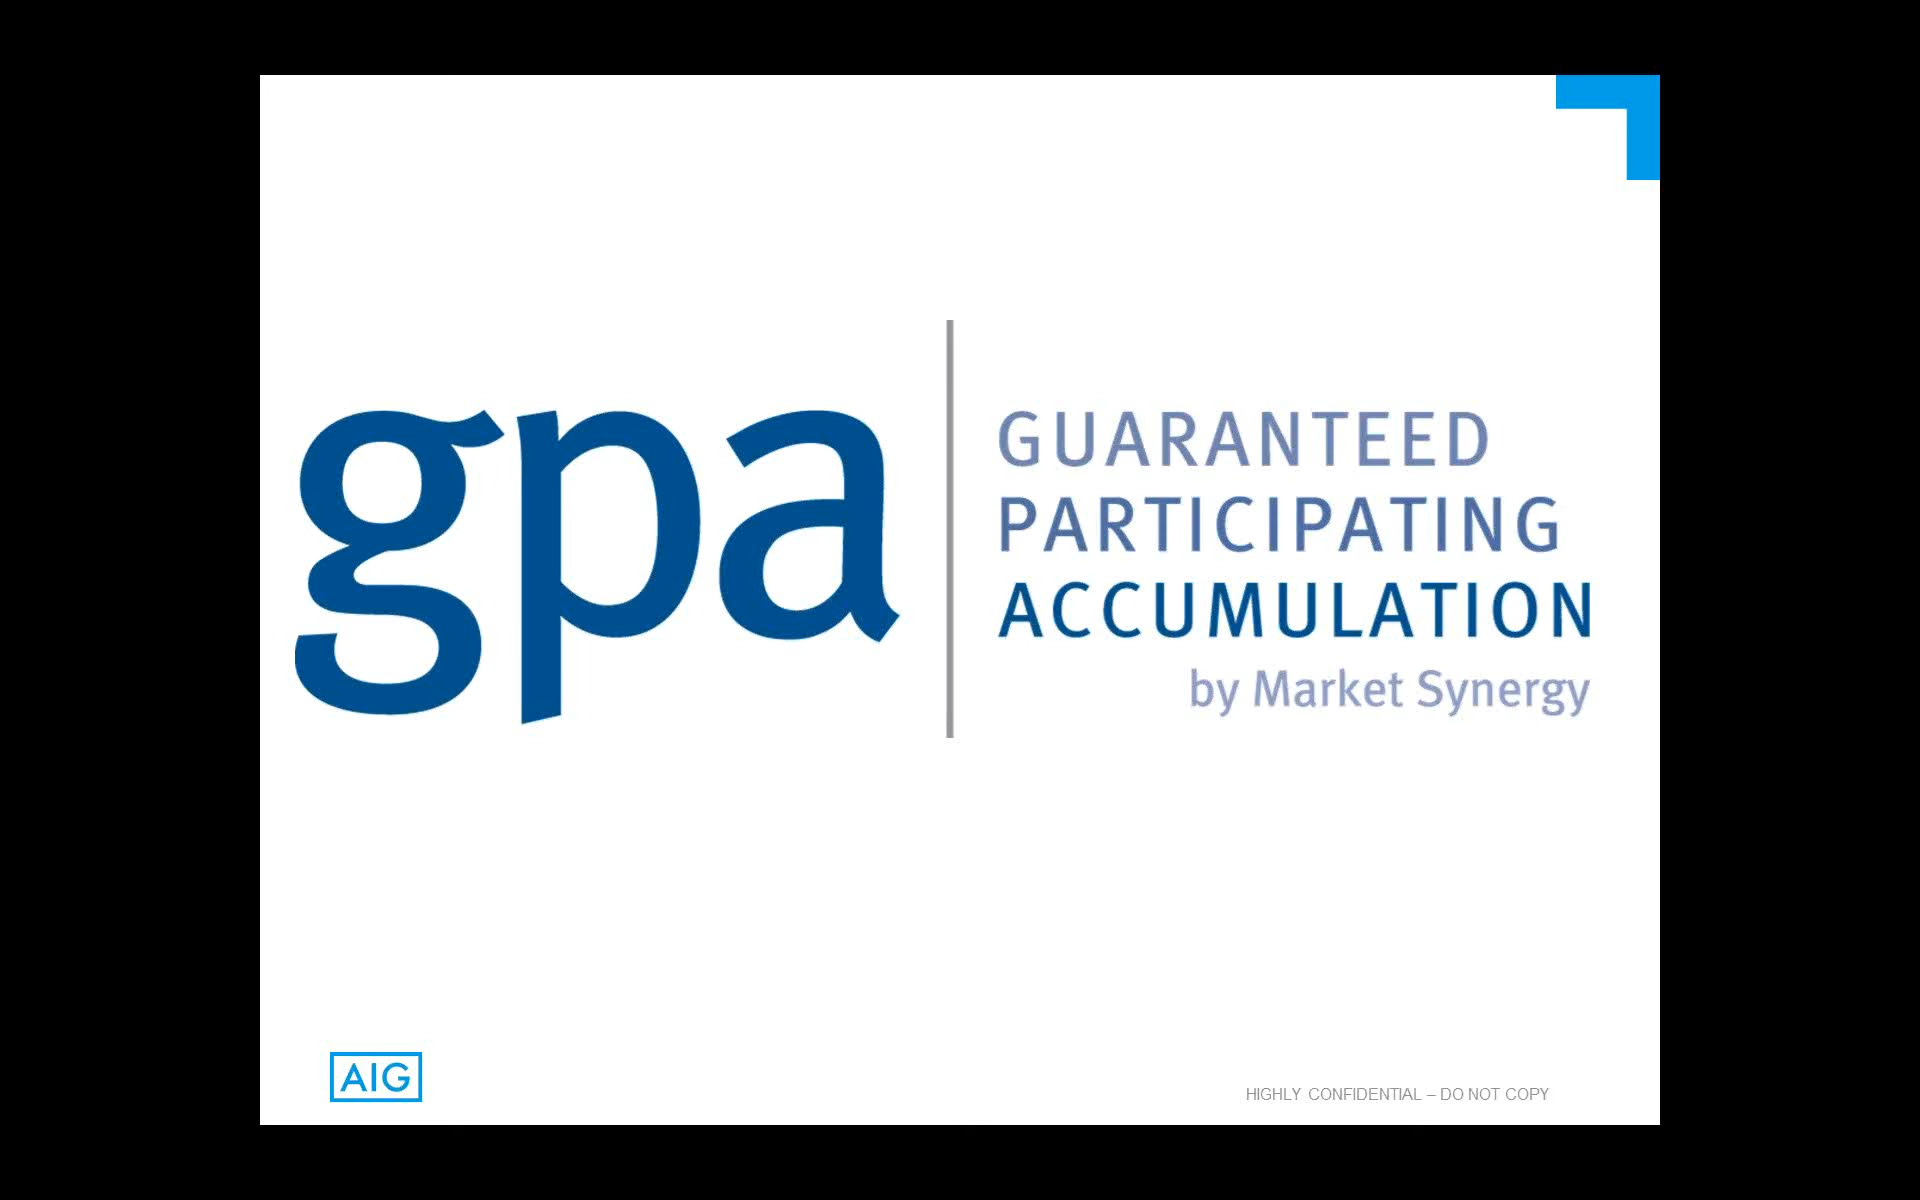 gpa
GUARANTEED
PARTICIPATING
ACCUMULATION
by Market Synergy
AIG
HIGHLY CONFIDENTIAL – DO NOT COPY